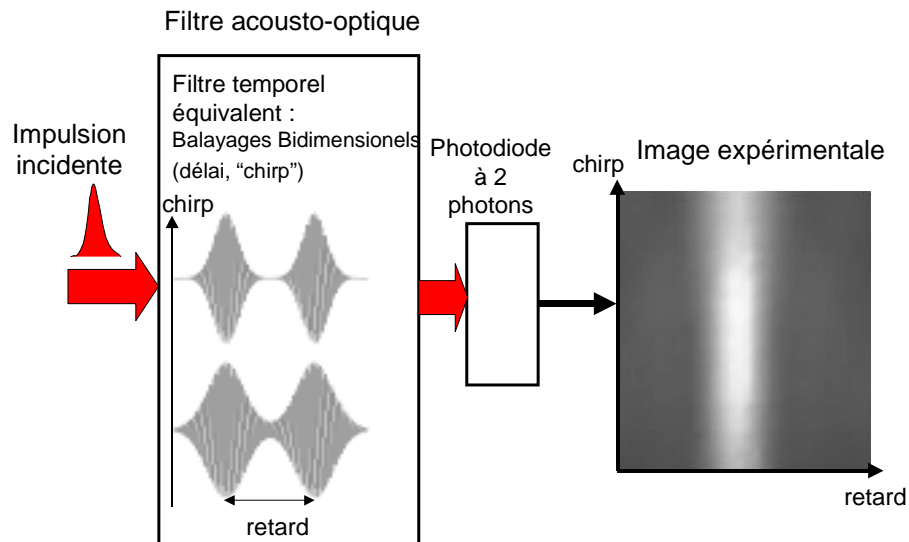 Filtre acousto-optique
Impulsion
incidente
Filtre temporel
équivalent :
Balayages Bidimensionels
(délai, “chirp”)
chirp
retard
Photodiode
à 2
photons
Image expérimentale
chirp
retard